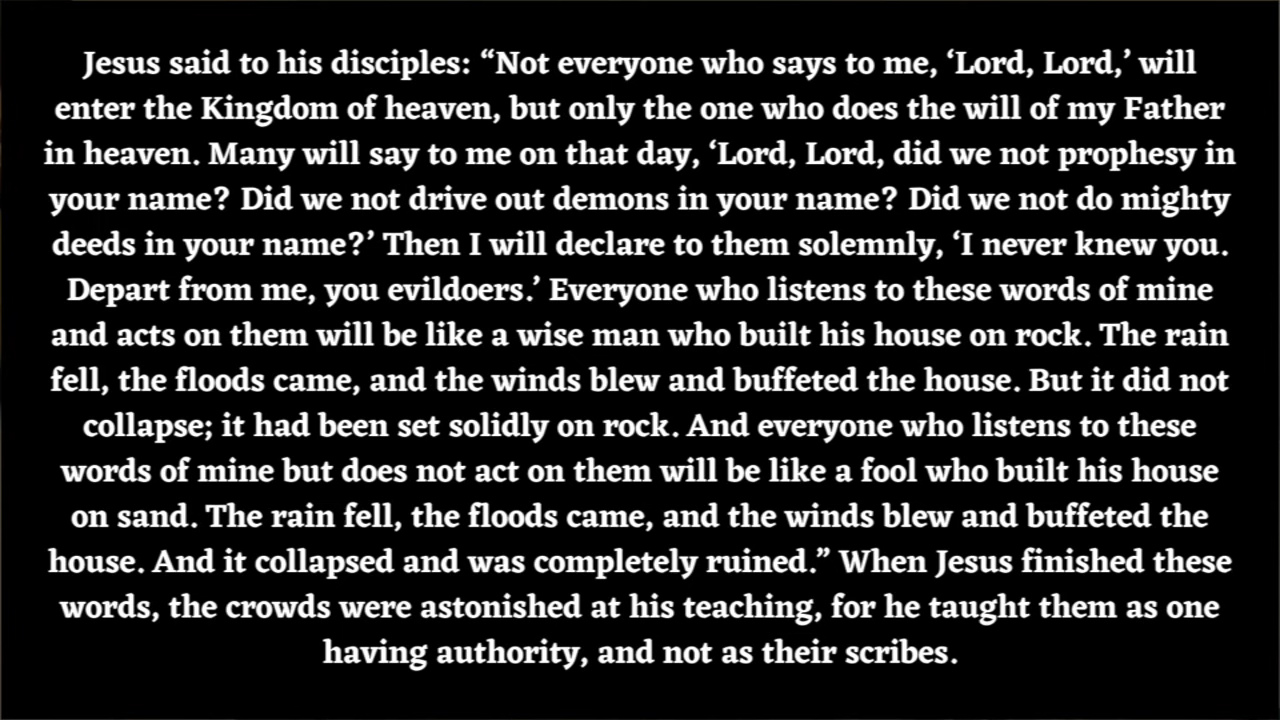 Jesus said to his disciples: “Not everyone who says to me, ‘Lord, Lord,’ will
enter the Kingdom of heaven, but only the one who does the will of my Father
in heaven. Many will say to me on that day, ‘Lord, Lord, did we not prophesy in
your name? Did we not drive out demons in your name? Did we not do mighty
deeds in your name?’ Then I will declare to them solemnly, ‘I never knew you.
Depart from me, you evildoers.’ Everyone who listens to these words of mine
and acts on them will be like a wise man who built his house on rock. The rain
fell, the floods came, and the winds blew and buffeted the house. But it did not
collapse; it had been set solidly on rock. And everyone who listens to these
words of mine but does not act on them will be like a fool who built his house
on sand. The rain fell, the floods came, and the winds blew and buffeted the
house. And it collapsed and was completely ruined.” When Jesus finished these
words, the crowds were astonished at his teaching, for he taught them as one
having authority, and not as their scribes.